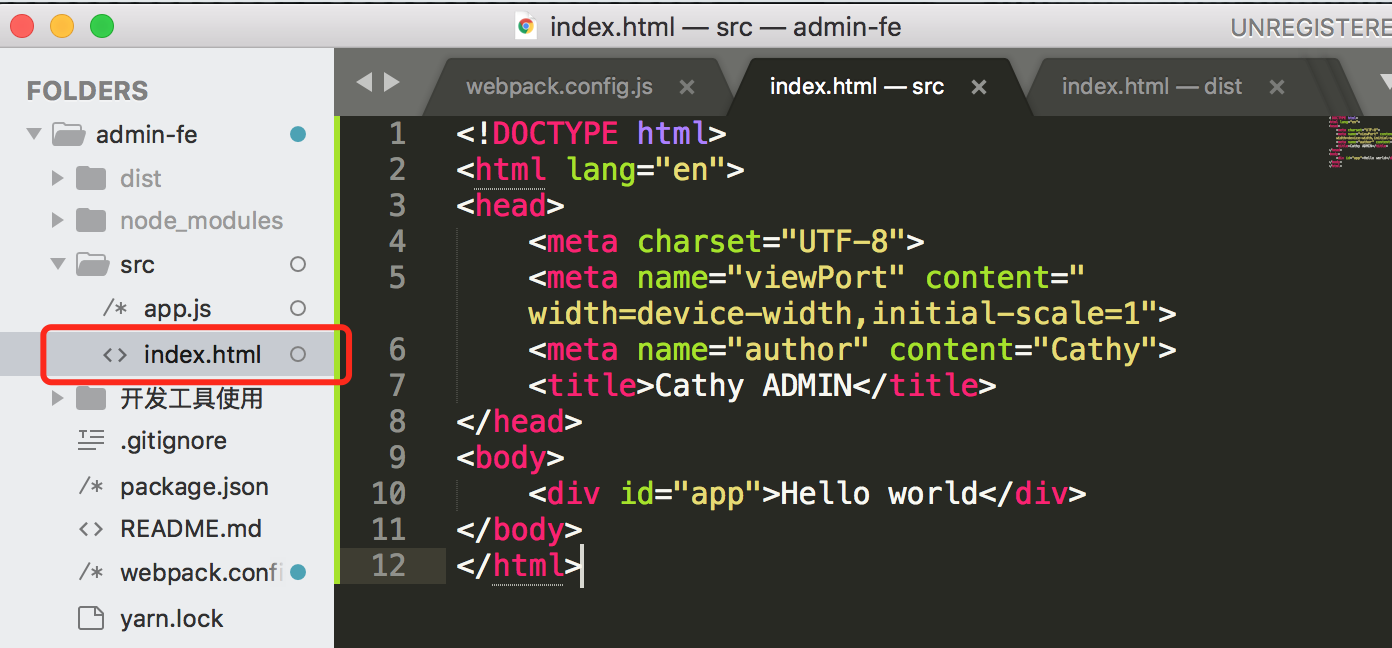 index.html — src — admin-fe
UNREGISTERE
FOLDERS
admin-fe
dist
node_modules
src
/* app.js
<> index.html
开发工具使用
.gitignore
/* package.json
<> README.md
/* webpack.confi
yarn.lock
webpack.config.js ×
index.html — src ×
index.html — dist ×
1 <!DOCTYPE html>
2 <html lang="en">
3 <head>
4 <meta charset="UTF-8">
5 <meta name="viewPort" content="
width=device-width,initial-scale=1">
6 <meta name="author" content="Cathy">
7 <title>Cathy ADMIN</title>
8 </head>
9 <body>
10 <div id="app">Hello world</div>
11 </body>
12 </html>